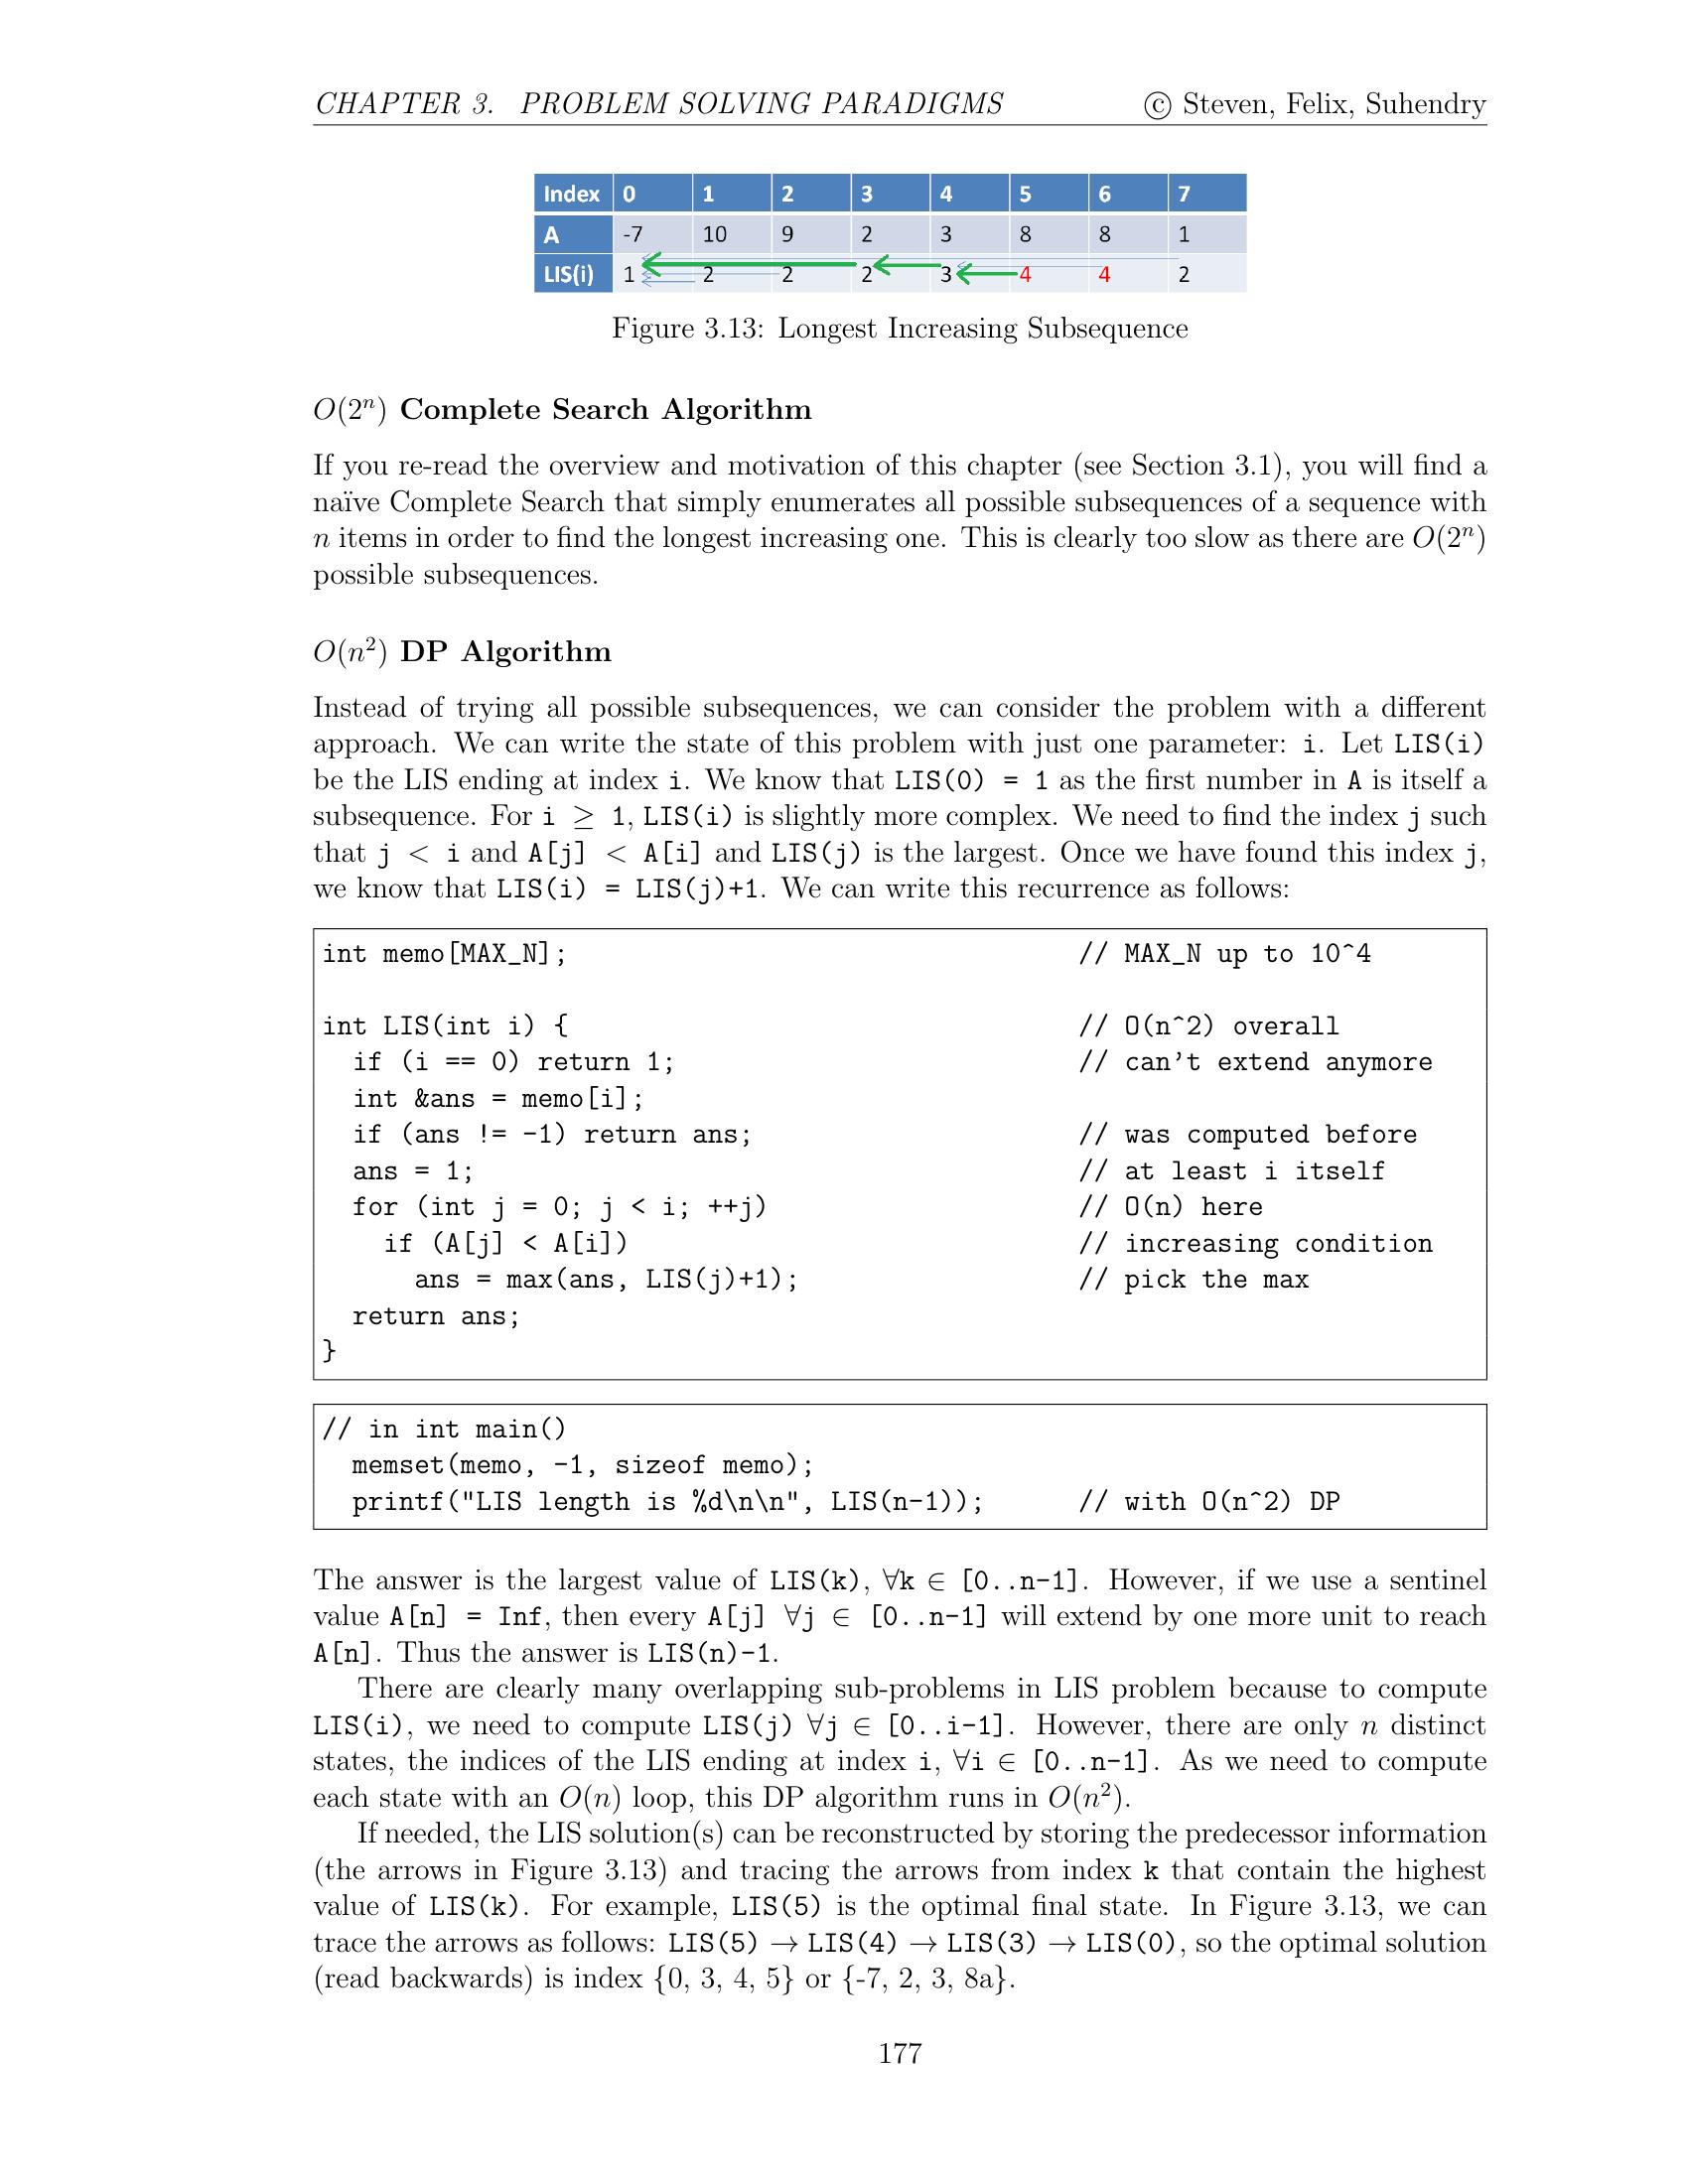 CHAPTER 3. PROBLEM SOLVING PARADIGMS © Steven, Felix, Suhendry
Index 0 1 2 3 4 5 6 7
A -7 10 9 2 3 8 8 1
LIS(i) 1 2 2 2 3 4 4 2
Figure 3.13: Longest Increasing Subsequence
O(2ⁿ) Complete Search Algorithm
If you re-read the overview and motivation of this chapter (see Section 3.1), you will find a
naïve Complete Search that simply enumerates all possible subsequences of a sequence with
n items in order to find the longest increasing one. This is clearly too slow as there are O(2ⁿ)
possible subsequences.
O(n²) DP Algorithm
Instead of trying all possible subsequences, we can consider the problem with a different
approach. We can write the state of this problem with just one parameter: i. Let LIS(i)
be the LIS ending at index i. We know that LIS(0) = 1 as the first number in A is itself a
subsequence. For i ≥ 1, LIS(i) is slightly more complex. We need to find the index j such
that j < i and A[j] < A[i] and LIS(j) is the largest. Once we have found this index j,
we know that LIS(i) = LIS(j)+1. We can write this recurrence as follows:
int memo[MAX_N]; // MAX_N up to 10^4
int LIS(int i) { // O(n^2) overall
if (i == 0) return 1; // can't extend anymore
int &ans = memo[i];
if (ans != -1) return ans; // was computed before
ans = 1; // at least i itself
for (int j = 0; j < i; ++j) // O(n) here
if (A[j] < A[i]) // increasing condition
ans = max(ans, LIS(j)+1); // pick the max
return ans;
}
// in int main()
memset(memo, -1, sizeof memo);
printf("LIS length is %d\n\n", LIS(n-1)); // with O(n^2) DP
The answer is the largest value of LIS(k), ∀k ∈ [0..n-1]. However, if we use a sentinel
value A[n] = Inf, then every A[j] ∀j ∈ [0..n-1] will extend by one more unit to reach
A[n]. Thus the answer is LIS(n)-1.
There are clearly many overlapping sub-problems in LIS problem because to compute
LIS(i), we need to compute LIS(j) ∀j ∈ [0..i-1]. However, there are only n distinct
states, the indices of the LIS ending at index i, ∀i ∈ [0..n-1]. As we need to compute
each state with an O(n) loop, this DP algorithm runs in O(n²).
If needed, the LIS solution(s) can be reconstructed by storing the predecessor information
(the arrows in Figure 3.13) and tracing the arrows from index k that contain the highest
value of LIS(k). For example, LIS(5) is the optimal final state. In Figure 3.13, we can
trace the arrows as follows: LIS(5) → LIS(4) → LIS(3) → LIS(0), so the optimal solution
(read backwards) is index {0, 3, 4, 5} or {-7, 2, 3, 8a}.
177